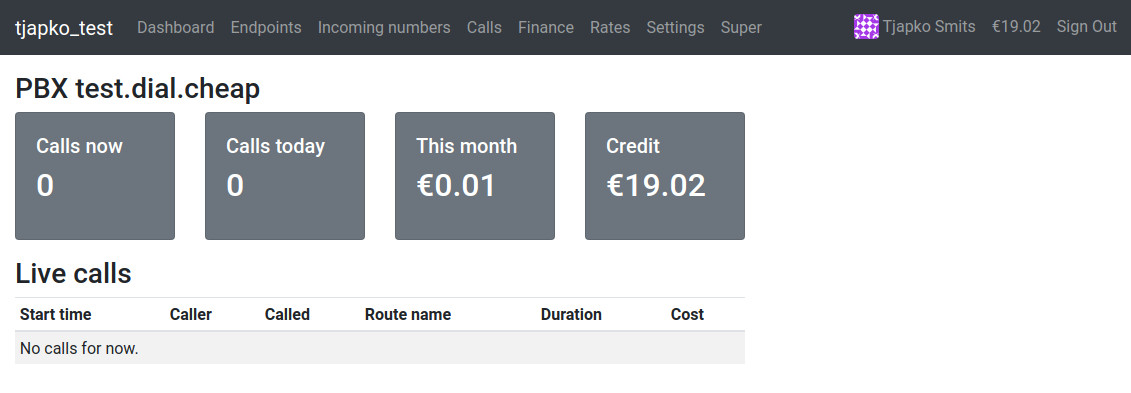 tjapko_test Dashboard Endpoints Incoming numbers Calls Finance Rates Settings Super Tjapko Smits €19.02 Sign Out
PBX test.dial.cheap
Calls now Calls today This month Credit
0 0 €0.01 €19.02
Live calls
Start time Caller Called Route name Duration Cost
No calls for now.